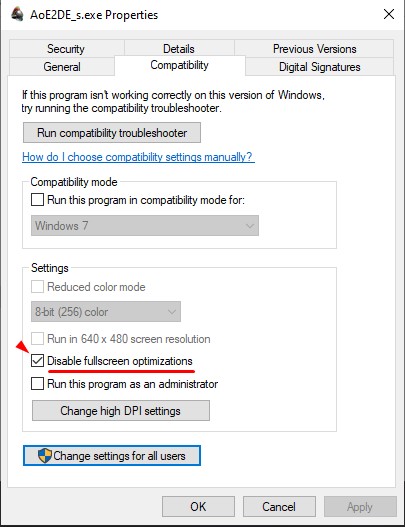 AoE2DE_s.exe Properties
Security
Details
Previous Versions
General
Compatibility
Digital Signatures
If this program isn't working correctly on this version of Windows,
try running the compatibility troubleshooter.
Run compatibility troubleshooter
How do I choose compatibility settings manually?
Compatibility mode
Run this program in compatibility mode for:
Windows 7
Settings
Reduced color mode
8-bit (256) color
Run in 640 x 480 screen resolution
Disable fullscreen optimizations
Run this program as an administrator
Change high DPI settings
Change settings for all users
OK
Cancel
Apply